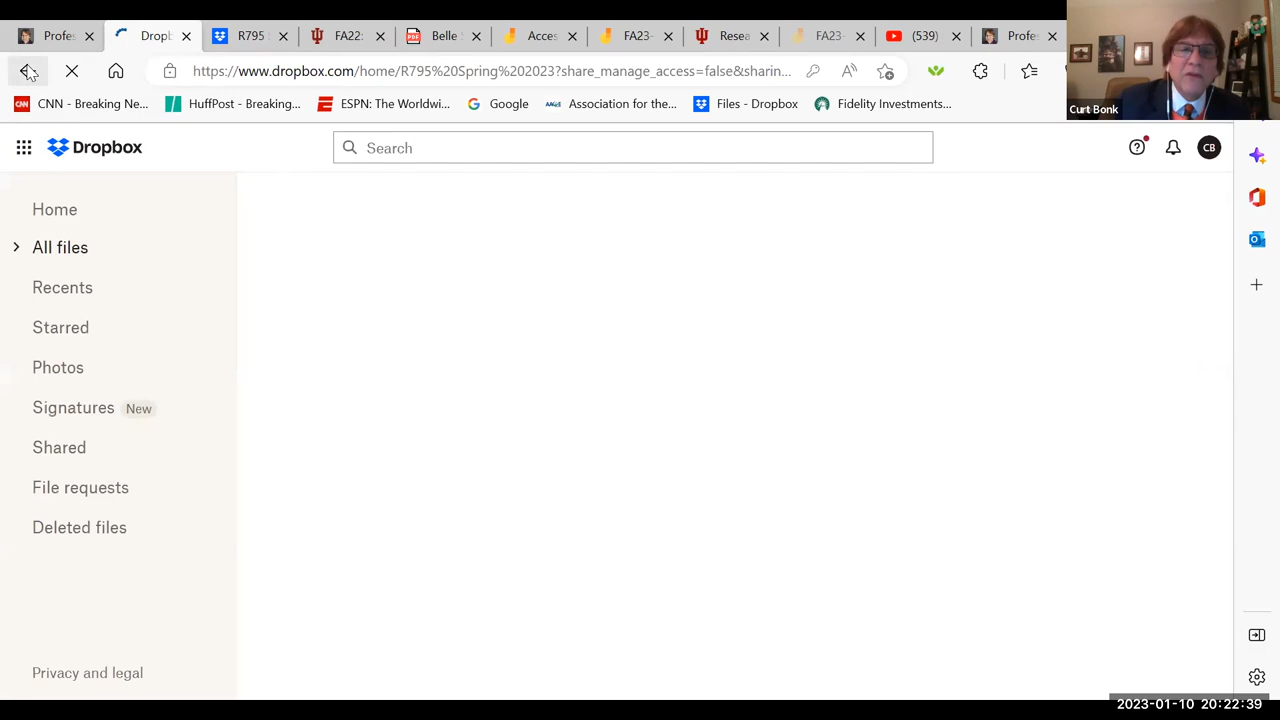 Profes
Dropb
R795
FA22:
Belle
Acces
FA23-
Resea
FA23-
(539)
Profes
https://www.dropbox.com/home/R795%20Spring%202023?share_manage_access=false&sharin...
CNN - Breaking Ne...
HuffPost - Breaking...
ESPN: The Worldwi...
Google
Association for the...
Files - Dropbox
Fidelity Investments...
Curt Bonk
Dropbox
Search
CB
Home
All files
Recents
Starred
Photos
Signatures New
Shared
File requests
Deleted files
Privacy and legal
2023-01-10 20:22:39